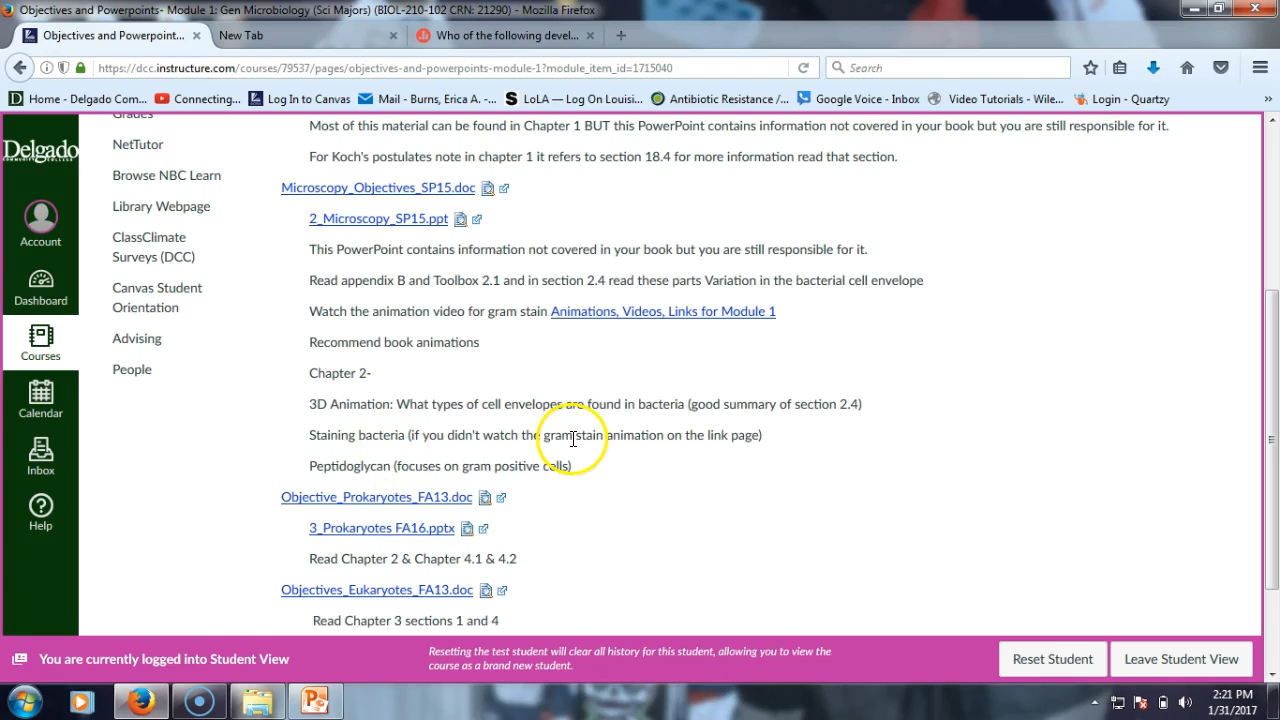 Objectives and Powerpoints- Module 1: Gen Microbiology (Sci Majors) (BIOL-210-102 CRN: 21290) - Mozilla Firefox
Objectives and Powerpoint... × New Tab × Who of the following devel... × +
https://dcc.instructure.com/courses/79537/pages/objectives-and-powerpoints-module-1?module_item_id=1715040 Search
Home - Delgado Com... Connecting... Log In to Canvas Mail - Burns, Erica A. -... LoLA — Log On Louisi... Antibiotic Resistance /... Google Voice - Inbox Video Tutorials - Wile... Login - Quartzy »
Delgado
COMMUNITY COLLEGE
Account
Dashboard
Courses
Calendar
Inbox
Help
Grades
NetTutor
Browse NBC Learn
Library Webpage
ClassClimate
Surveys (DCC)
Canvas Student
Orientation
Advising
People
Most of this material can be found in Chapter 1 BUT this PowerPoint contains information not covered in your book but you are still responsible for it.
For Koch's postulates note in chapter 1 it refers to section 18.4 for more information read that section.
Microscopy_Objectives_SP15.doc
2_Microscopy_SP15.ppt
This PowerPoint contains information not covered in your book but you are still responsible for it.
Read appendix B and Toolbox 2.1 and in section 2.4 read these parts Variation in the bacterial cell envelope
Watch the animation video for gram stain Animations, Videos, Links for Module 1
Recommend book animations
Chapter 2-
3D Animation: What types of cell envelopes are found in bacteria (good summary of section 2.4)
Staining bacteria (if you didn't watch the gram stain animation on the link page)
Peptidoglycan (focuses on gram positive cells)
Objective_Prokaryotes_FA13.doc
3_Prokaryotes FA16.pptx
Read Chapter 2 & Chapter 4.1 & 4.2
Objectives_Eukaryotes_FA13.doc
Read Chapter 3 sections 1 and 4
You are currently logged into Student View
Resetting the test student will clear all history for this student, allowing you to view the
course as a brand new student.
Reset Student
Leave Student View
2:21 PM
1/31/2017